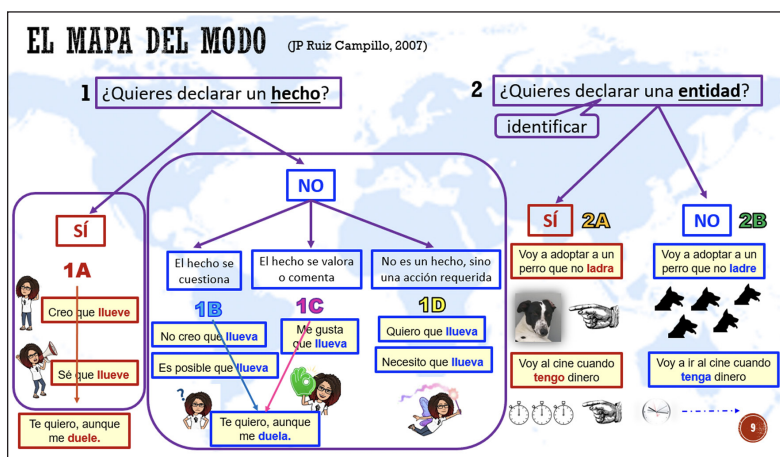 EL MAPA DEL MODO (JP Ruiz Campillo, 2007)
1 ¿Quieres declarar un hecho?
SÍ
1A
Creo que llueve
Sé que llueve
Te quiero, aunque
me duele.
NO
El hecho se
cuestiona
1B
No creo que llueva
Es posible que llueva
El hecho se valora
o comenta
1C
Me gusta
que llueva
Te quiero, aunque
me duela.
No es un hecho, sino
una acción requerida
1D
Quiero que llueva
Necesito que llueva
2 ¿Quieres declarar una entidad?
identificar
SÍ 2A
Voy a adoptar a un
perro que no ladra
Voy al cine cuando
tengo dinero
NO 2B
Voy a adoptar a un
perro que no ladre
Voy a ir al cine cuando
tenga dinero
?
9